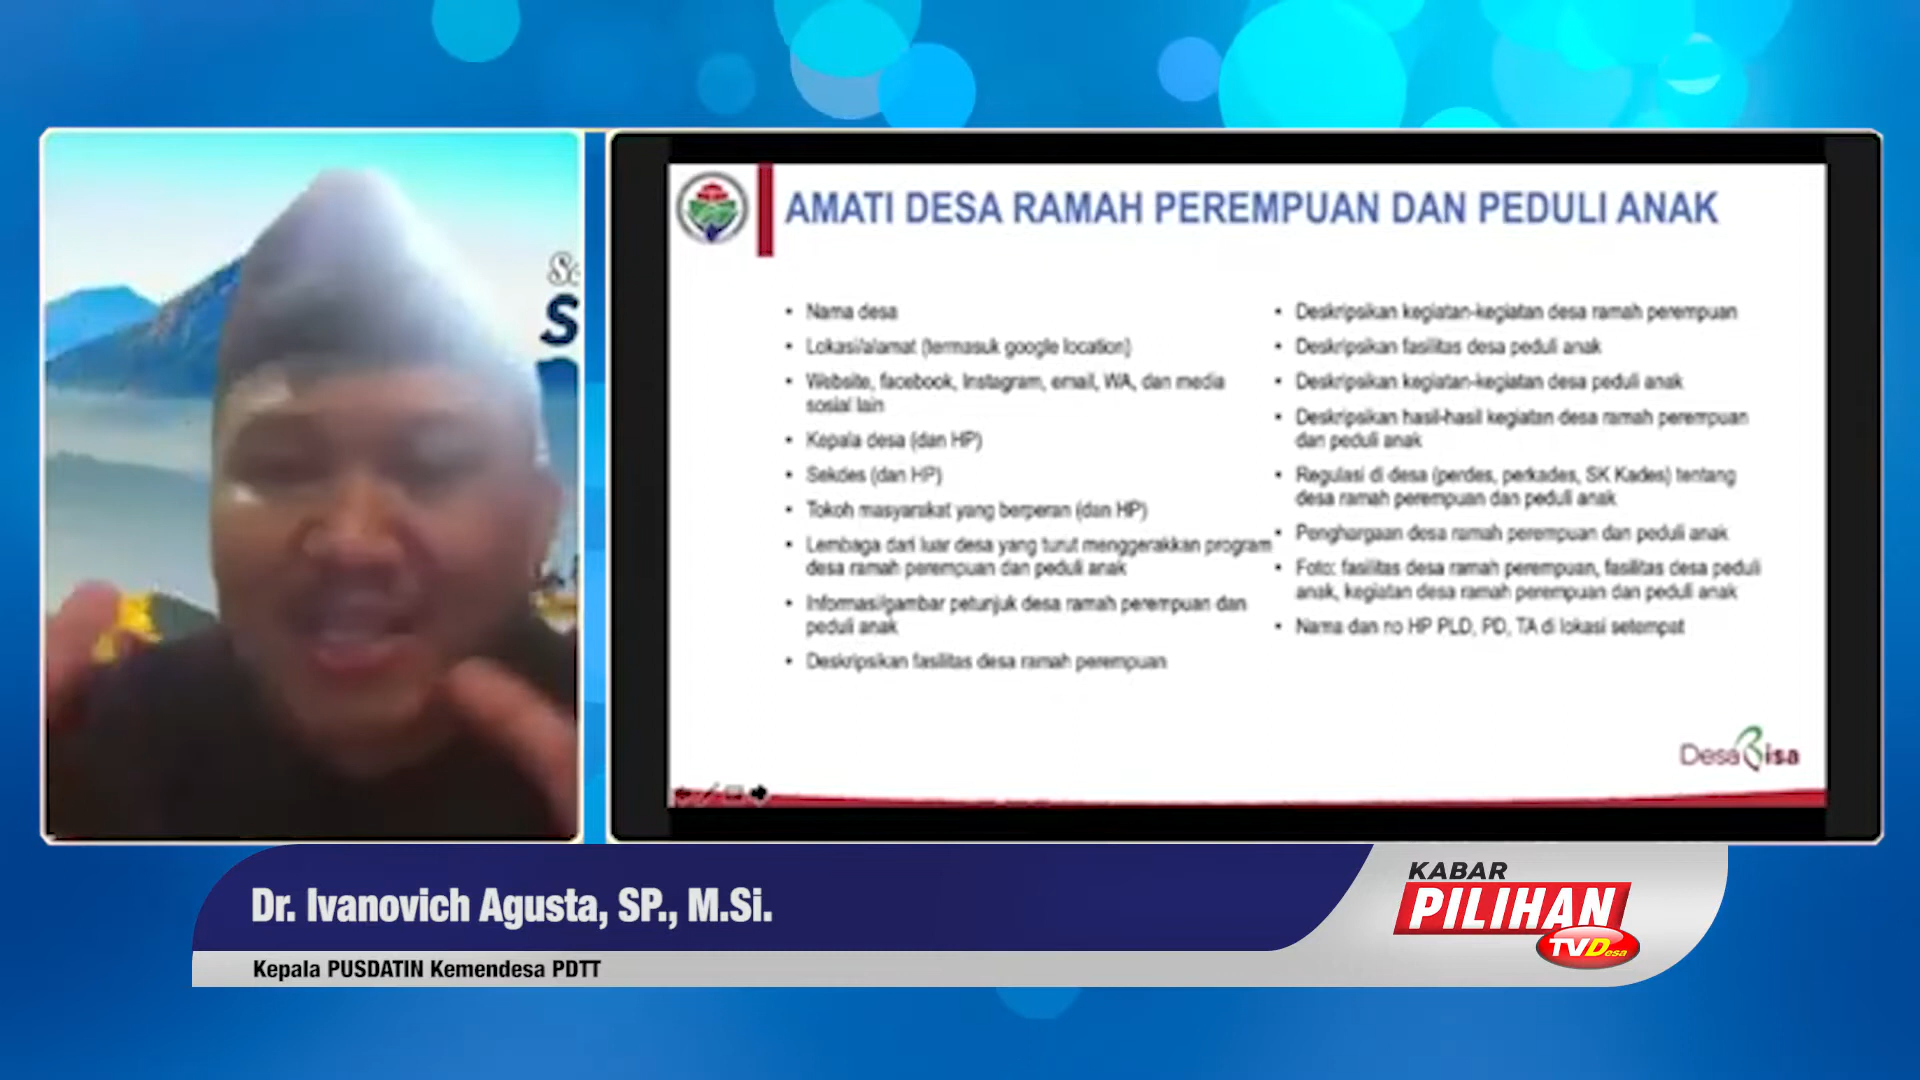 S
AMATI DESA RAMAH PEREMPUAN DAN PEDULI ANAK
• Nama desa
• Lokasi/alamat (termasuk google location)
• Website, facebook, Instagram, email, WA, dan media
sosial lain
• Kepala desa (dan HP)
• Sekdes (dan HP)
• Tokoh masyarakat yang berperan (dan HP)
• Lembaga dari luar desa yang turut menggerakkan program
desa ramah perempuan dan peduli anak
• Informasi/gambar petunjuk desa ramah perempuan dan
peduli anak
• Deskripsikan fasilitas desa ramah perempuan
• Deskripsikan kegiatan-kegiatan desa ramah perempuan
• Deskripsikan fasilitas desa peduli anak
• Deskripsikan kegiatan-kegiatan desa peduli anak
• Deskripsikan hasil-hasil kegiatan desa ramah perempuan
dan peduli anak
• Regulasi di desa (perdes, perkades, SK Kades) tentang
desa ramah perempuan dan peduli anak
• Penghargaan desa ramah perempuan dan peduli anak
• Foto: fasilitas desa ramah perempuan, fasilitas desa peduli
anak, kegiatan desa ramah perempuan dan peduli anak
• Nama dan no HP PLD, PD, TA di lokasi setempat
DesaBisa
Dr. Ivanovich Agusta, SP., M.Si.
Kepala PUSDATIN Kemendesa PDTT
KABAR
PILIHAN
TVDesa